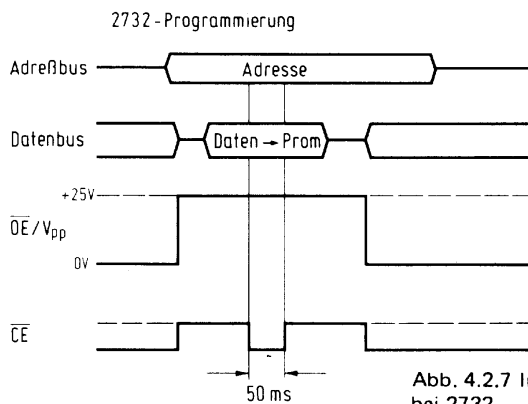 2732-Programmierung
Adreßbus
Adresse
Datenbus
Daten → Prom
+25V
OE/Vpp
0V
CE
50 ms
Abb. 4.2.7
bei 2732